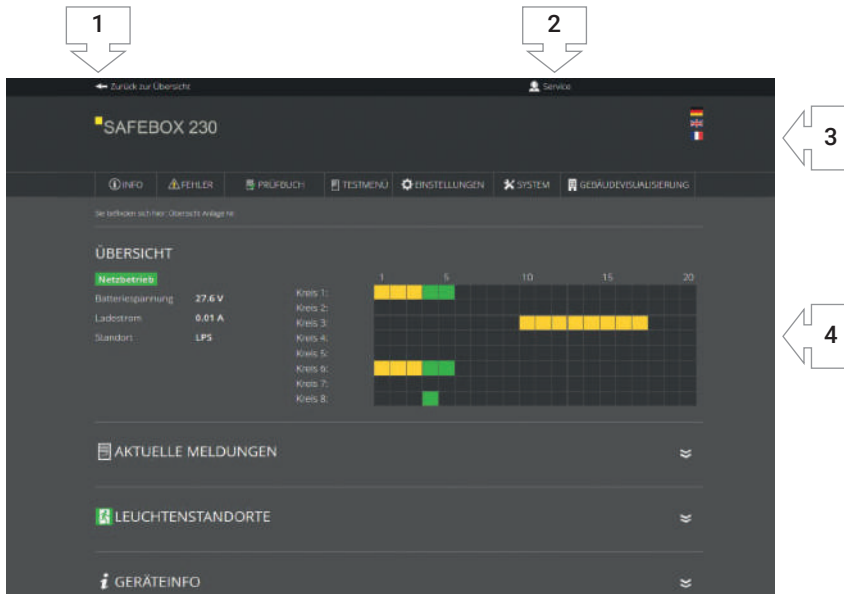 1
2
Zurück zur Übersicht
Service
SAFEBOX 230
3
INFO FEHLER PRÜFBUCH TESTMENÜ EINSTELLUNGEN SYSTEM GEBÄUDEVISUALISIERUNG
Sie befinden sich hier: Übersicht Anlage
ÜBERSICHT
Netzbetrieb
1 5 10 15 20
Batteriespannung 27.6 V
Ladestrom 0.01 A
Standort LPS
Kreis 1:
Kreis 2:
Kreis 3:
Kreis 4:
Kreis 5:
Kreis 6:
Kreis 7:
Kreis 8:
4
AKTUELLE MELDUNGEN
LEUCHTENSTANDORTE
GERÄTEINFO